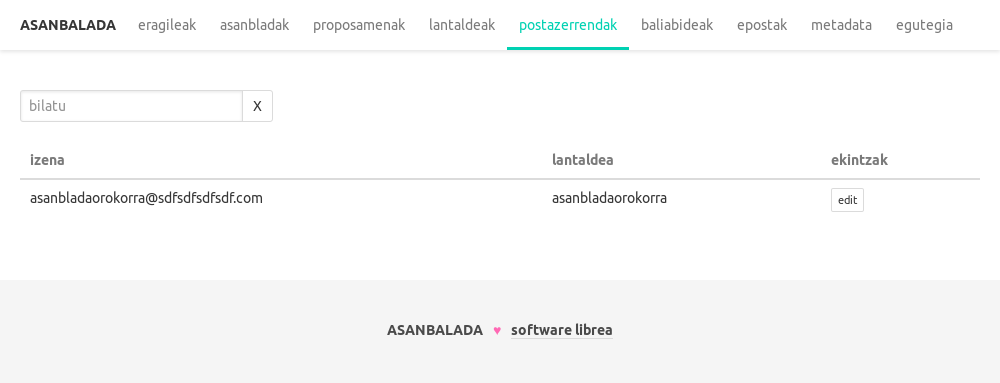 ASANBALADA eragileak asanbladak proposamenak lantaldeak postazerrendak baliabideak epostak metadata egutegia
bilatu X
izena lantaldea ekintzak
asanbladaorokorra@sdfsdfsdfsdf.com asanbladaorokorra edit
ASANBALADA ♥ software librea